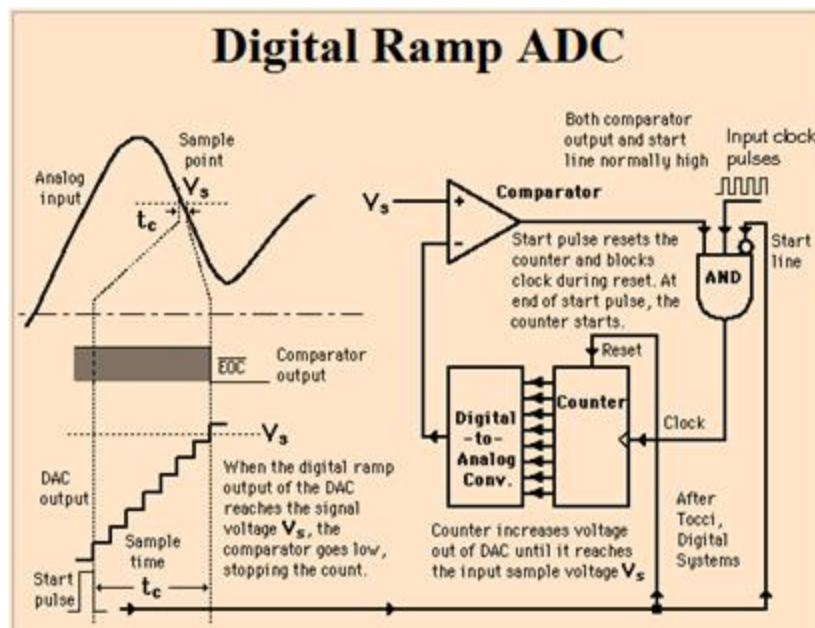 Digital Ramp ADC
Analog
input
Sample
point
Vs
tc
Both comparator
output and start
line normally high
Input clock
pulses
Vs
+
-
Comparator
Start pulse resets the
counter and blocks
clock during reset. At
end of start pulse, the
counter starts.
AND
Start
line
EOC
Comparator
output
Vs
DAC
output
When the digital ramp
output of the DAC
reaches the signal
voltage Vs, the
comparator goes low,
stopping the count.
Sample
time
Start
pulse
tc
Reset
Digital
-to-
Analog
Conv.
Counter
Clock
Counter increases voltage
out of DAC until it reaches
the input sample voltage Vs
After
Tocci,
Digital
Systems